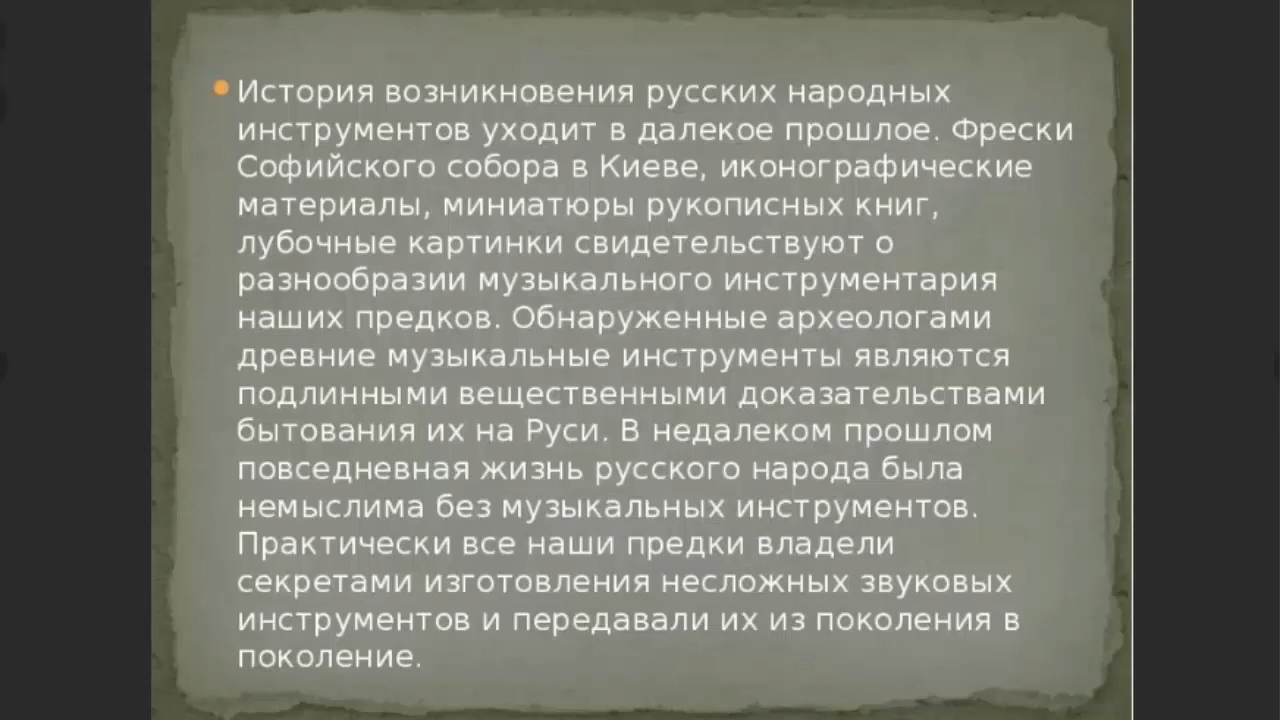 История возникновения русских народных
инструментов уходит в далекое прошлое. Фрески
Софийского собора в Киеве, иконографические
материалы, миниатюры рукописных книг,
лубочные картинки свидетельствуют о
разнообразии музыкального инструментария
наших предков. Обнаруженные археологами
древние музыкальные инструменты являются
подлинными вещественными доказательствами
бытования их на Руси. В недалеком прошлом
повседневная жизнь русского народа была
немыслима без музыкальных инструментов.
Практически все наши предки владели
секретами изготовления несложных звуковых
инструментов и передавали их из поколения в
поколение.